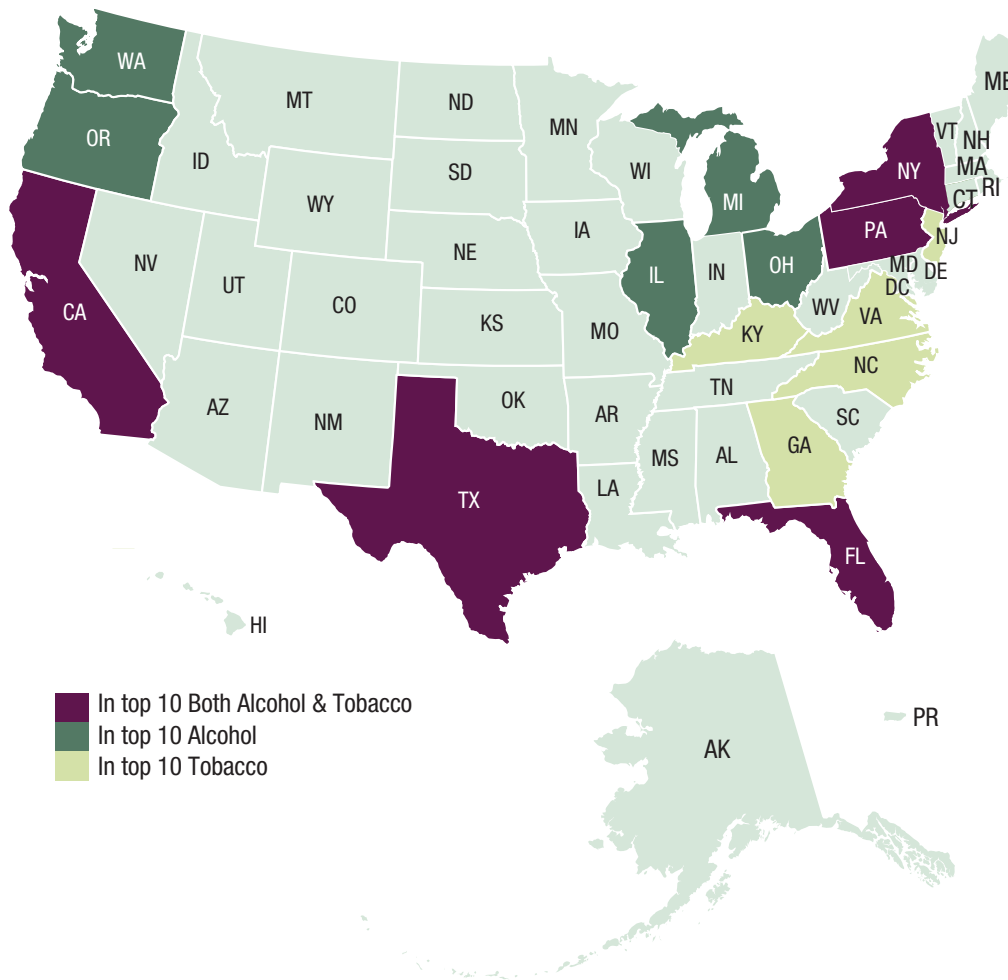 WA
MT
ND
MN
ME
VT
NH
OR
ID
SD
WI
NY
MA
RI
WY
MI
CT
IA
PA
NJ
NE
NV
UT
IL
IN
OH
MD
DE
DC
CO
WV
CA
KS
MO
VA
KY
NC
TN
AZ
OK
NM
AR
SC
MS
AL
GA
TX
LA
FL
HI
In top 10 Both Alcohol & Tobacco
In top 10 Alcohol
In top 10 Tobacco
PR
AK